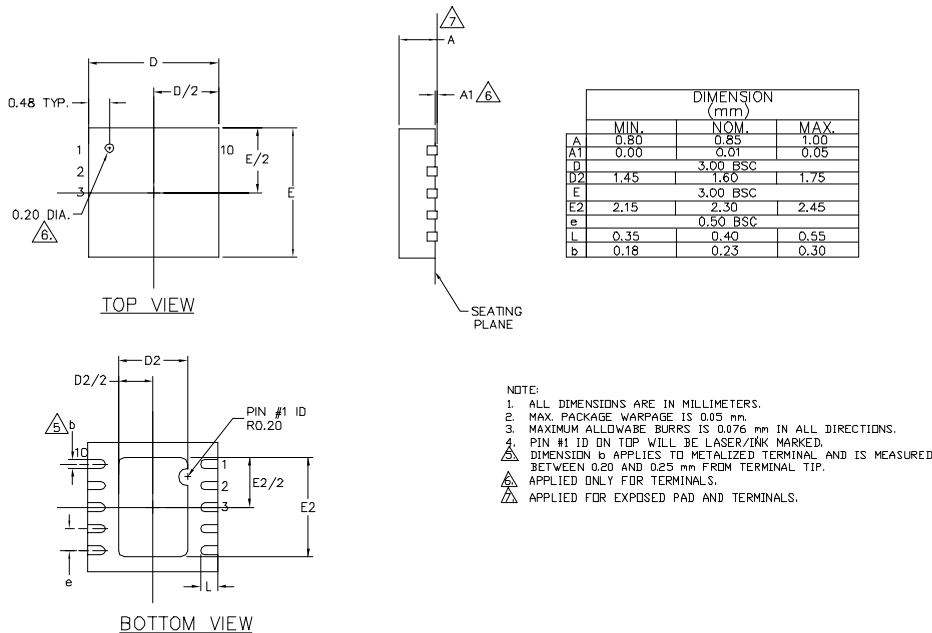 7
D
A
D/2
0.48 TYP.
A1 6
1
10
E/2
2
3
E
0.20 DIA.
6.
TOP VIEW
SEATING
PLANE
DIMENSION
(mm)
MIN. NOM. MAX.
A 0.80 0.85 1.00
A1 0.00 0.01 0.05
D 3.00 BSC
D2 1.45 1.60 1.75
E 3.00 BSC
E2 2.15 2.30 2.45
e 0.50 BSC
L 0.35 0.40 0.55
b 0.18 0.23 0.30
D2
D2/2
PIN #1 ID
R0.20
5 b
10
1
2
E2/2
3
E2
e
L
BOTTOM VIEW
NOTE:
1. ALL DIMENSIONS ARE IN MILLIMETERS.
2. MAX. PACKAGE WARPAGE IS 0.05 mm.
3. MAXIMUM ALLOWABE BURRS IS 0.076 mm IN ALL DIRECTIONS.
4. PIN #1 ID ON TOP WILL BE LASER/INK MARKED.
5. DIMENSION b APPLIES TO METALIZED TERMINAL AND IS MEASURED
BETWEEN 0.20 AND 0.25 mm FROM TERMINAL TIP.
6. APPLIED ONLY FOR TERMINALS.
7. APPLIED FOR EXPOSED PAD AND TERMINALS.